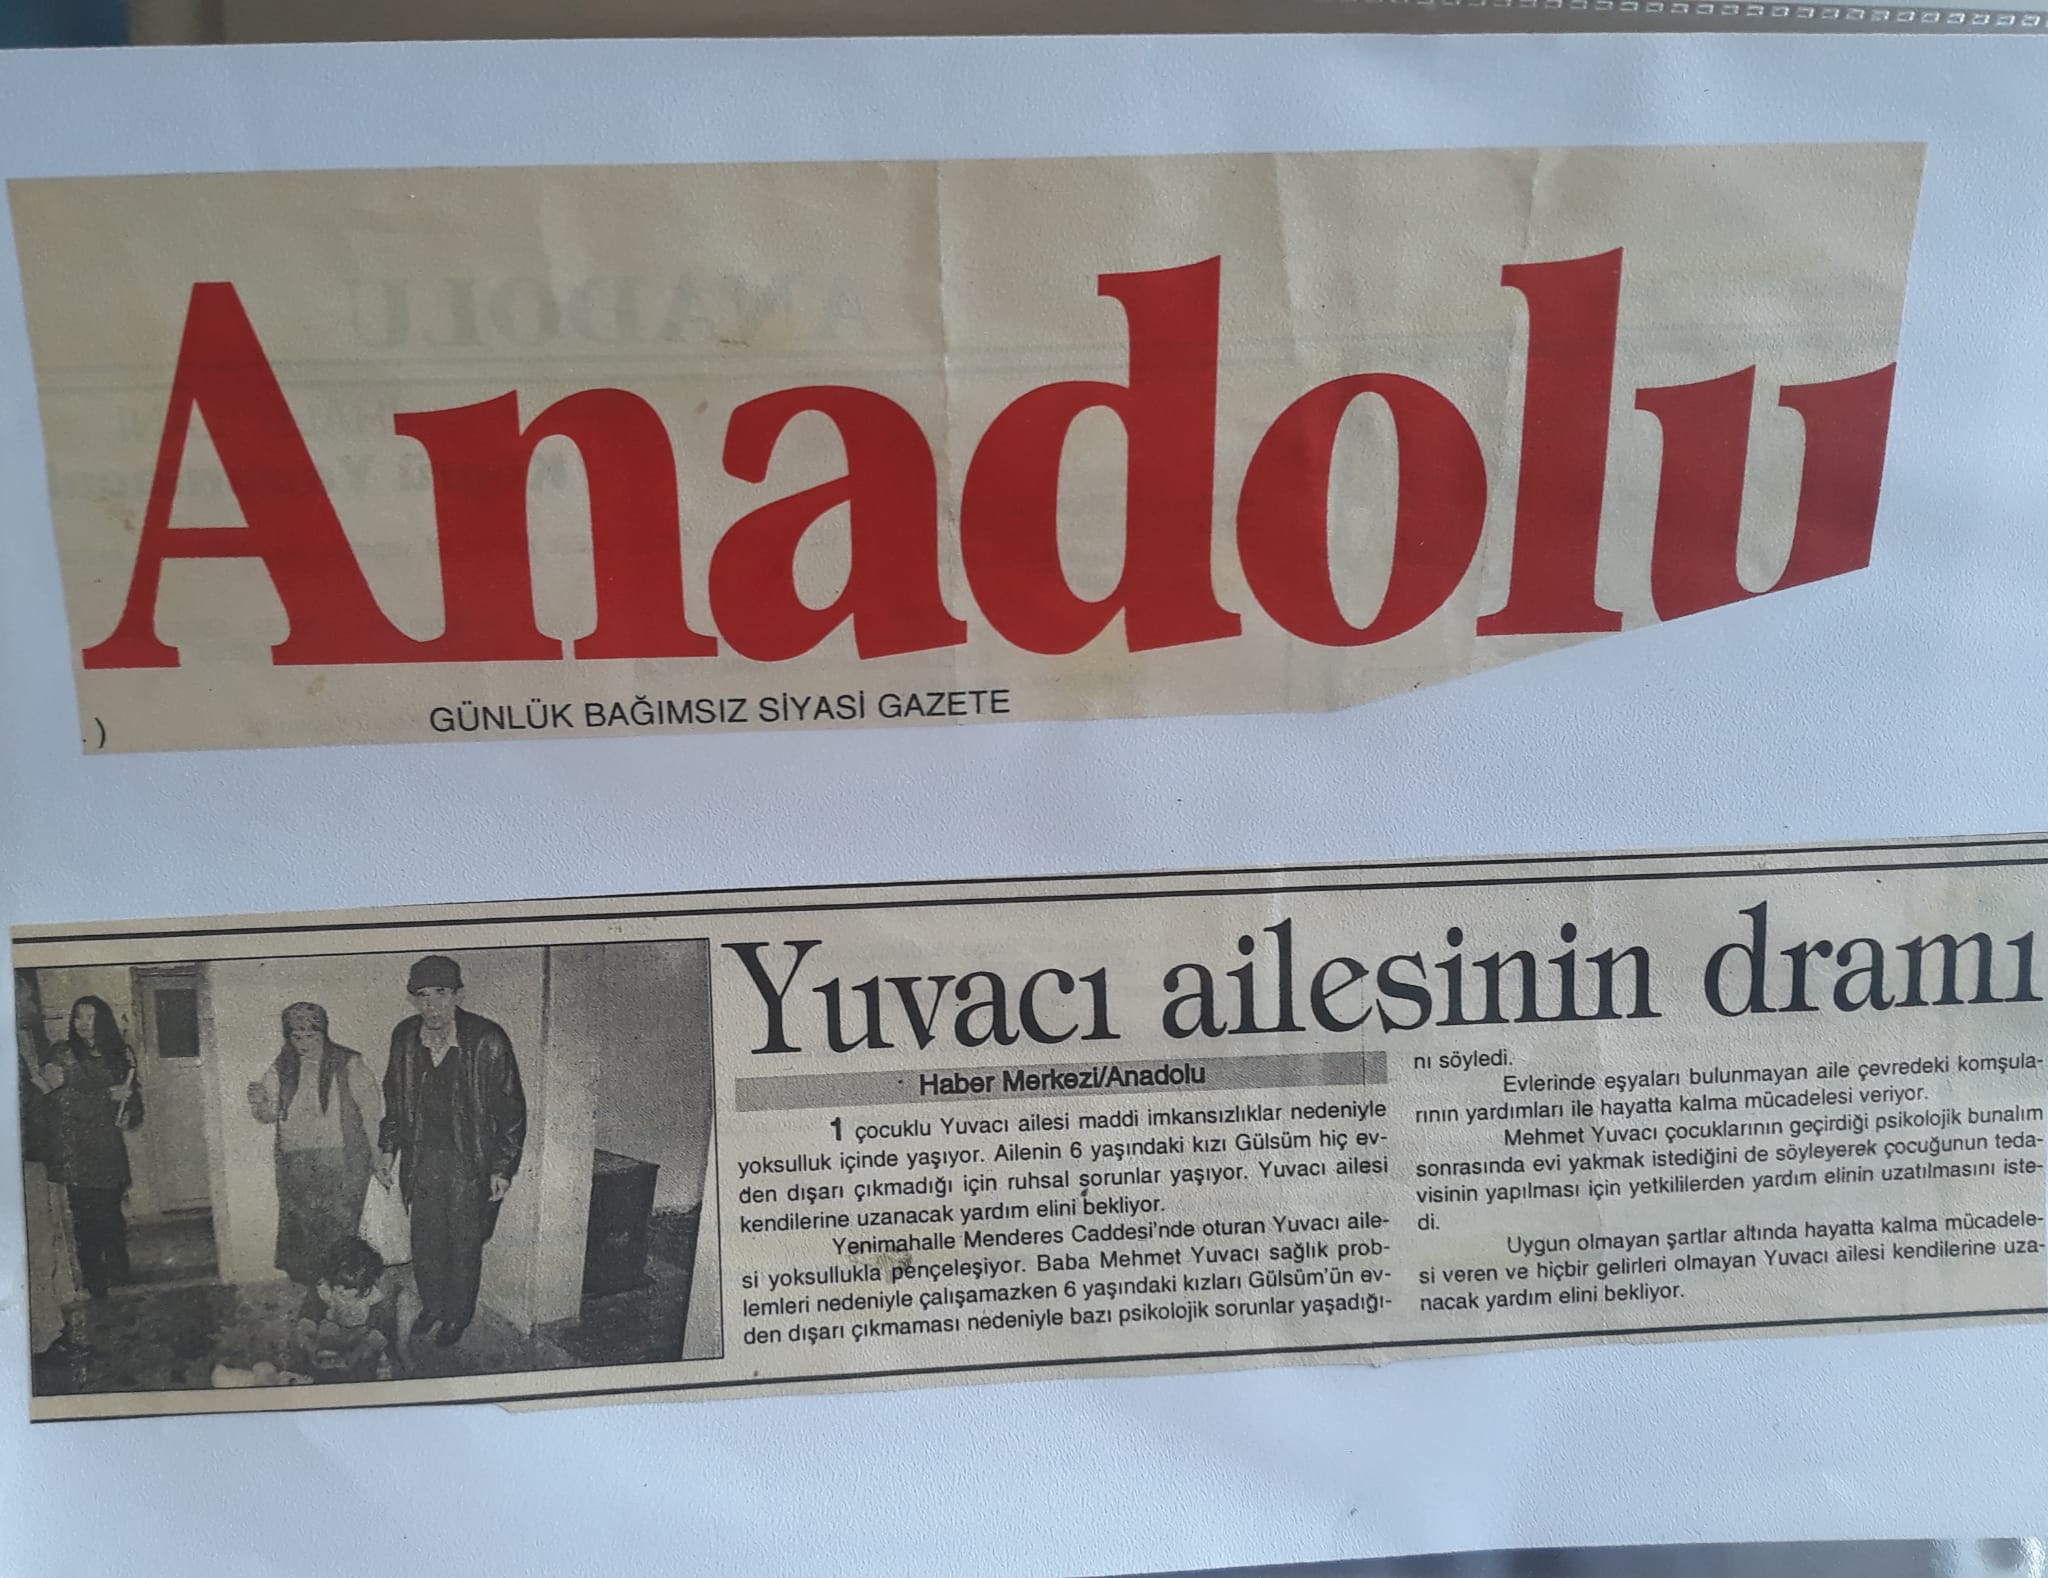 Anadolu
GÜNLÜK BAĞIMSIZ SİYASİ GAZETE
.)
Yuvacı ailesinin dramı
Haber Merkezi/Anadolu
1 çocuklu Yuvacı ailesi maddi imkansızlıklar nedeniyle
yoksulluk içinde yaşıyor. Ailenin 6 yaşındaki kızı Gülsüm hiç ev-
den dışarı çıkmadığı için ruhsal sorunlar yaşıyor. Yuvacı ailesi
kendilerine uzanacak yardım elini bekliyor.
Yenimahalle Menderes Caddesi'nde oturan Yuvacı aile-
si yoksullukla pençeleşiyor. Baba Mehmet Yuvacı sağlık prob-
lemleri nedeniyle çalışamazken 6 yaşındaki kızları Gülsüm'ün ev-
den dışarı çıkmaması nedeniyle bazı psikolojik sorunlar yaşadığı-
nı söyledi.
Evlerinde eşyaları bulunmayan aile çevredeki komşula-
rının yardımları ile hayatta kalma mücadelesi veriyor.
Mehmet Yuvacı çocuklarının geçirdiği psikolojik bunalım
sonrasında evi yakmak istediğini de söyleyerek çocuğunun teda-
visinin yapılması için yetkililerden yardım elinin uzatılmasını iste-
di.
Uygun olmayan şartlar altında hayatta kalma mücadele-
si veren ve hiçbir gelirleri olmayan Yuvacı ailesi kendilerine uza-
nacak yardım elini bekliyor.